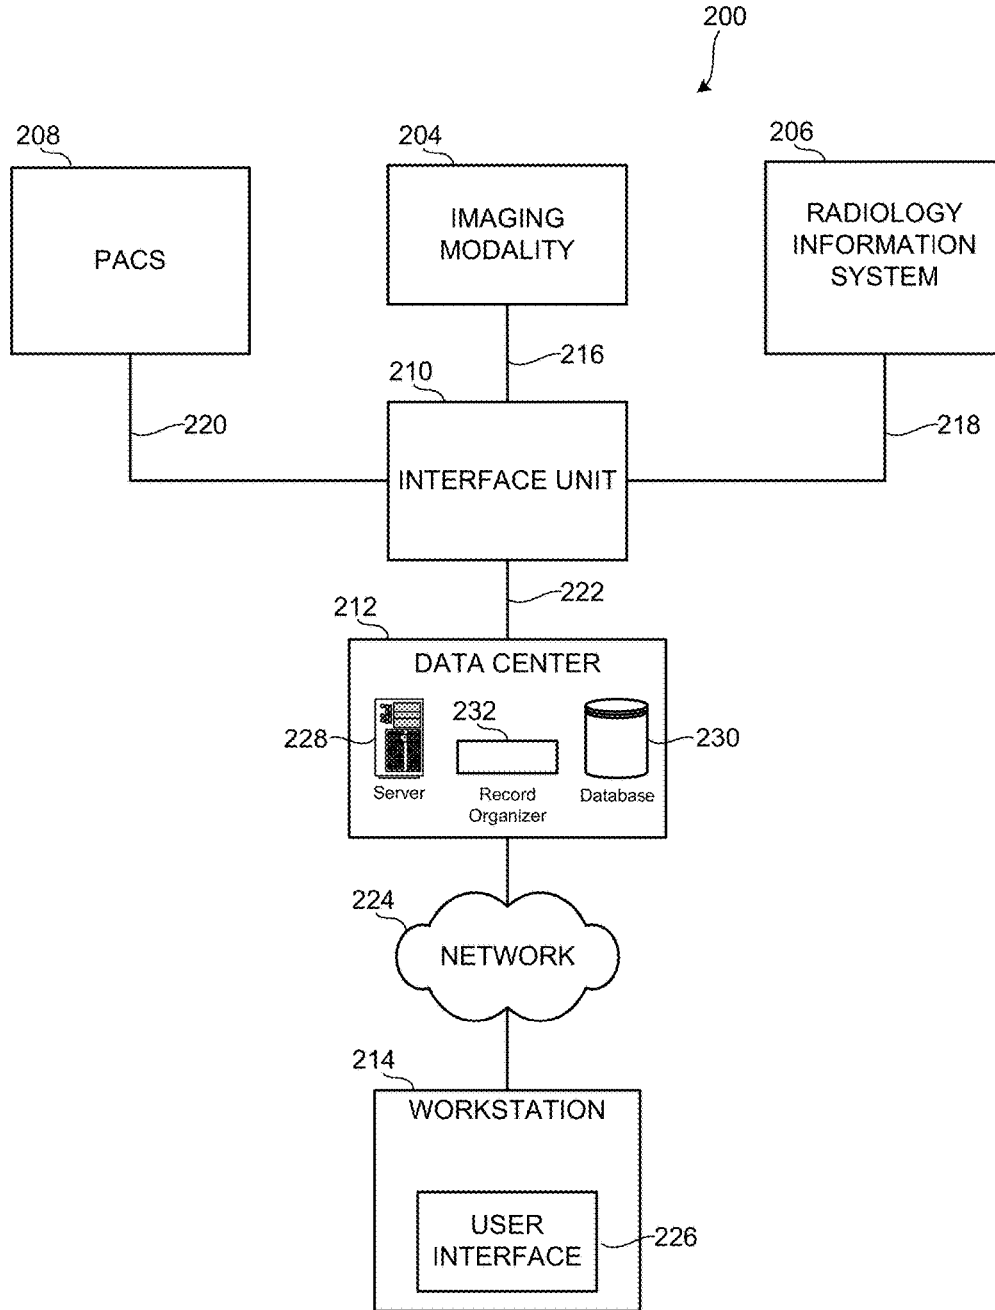 200
208
204
206
PACS
IMAGING
MODALITY
RADIOLOGY
INFORMATION
SYSTEM
216
210
220
218
INTERFACE UNIT
222
212
DATA CENTER
228
232
230
Server
Record
Organizer
Database
224
NETWORK
214
WORKSTATION
USER
INTERFACE
226